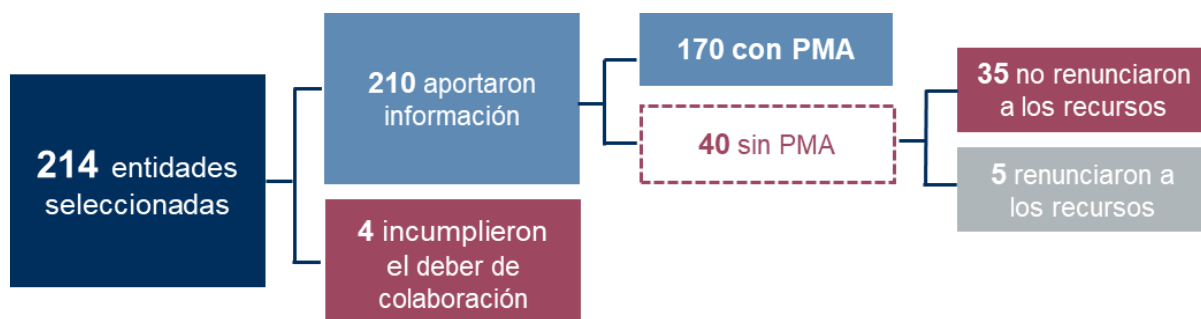 214 entidades
seleccionadas
210 aportaron
información
4 incumplieron
el deber de
colaboración
170 con PMA
40 sin PMA
35 no renunciaron
a los recursos
5 renunciaron a
los recursos